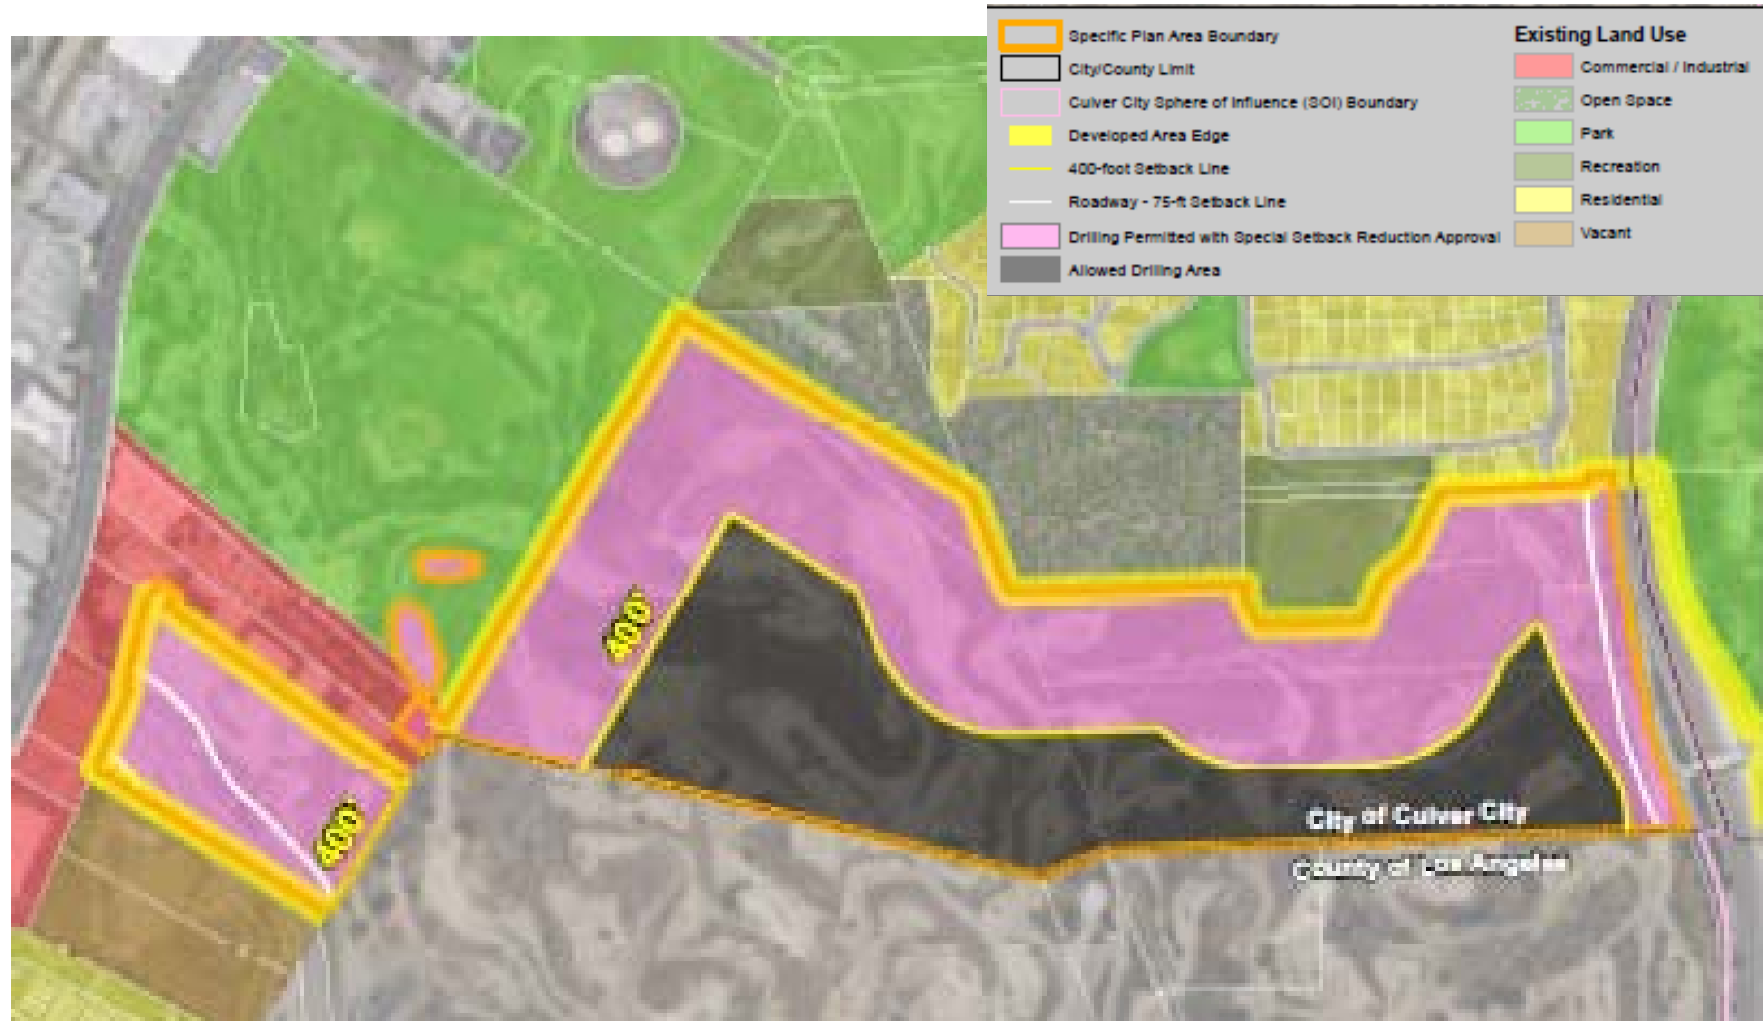 Specific Plan Area Boundary
City/County Limit
Culver City Sphere of Influence (SOI) Boundary
Developed Area Edge
400-foot Setback Line
Roadway - 75-ft Setback Line
Drilling Permitted with Special Setback Reduction Approval
Allowed Drilling Area
Existing Land Use
Commercial / Industrial
Open Space
Park
Recreation
Residential
Vacant
400'
400'
City of Culver City
County of Los Angeles